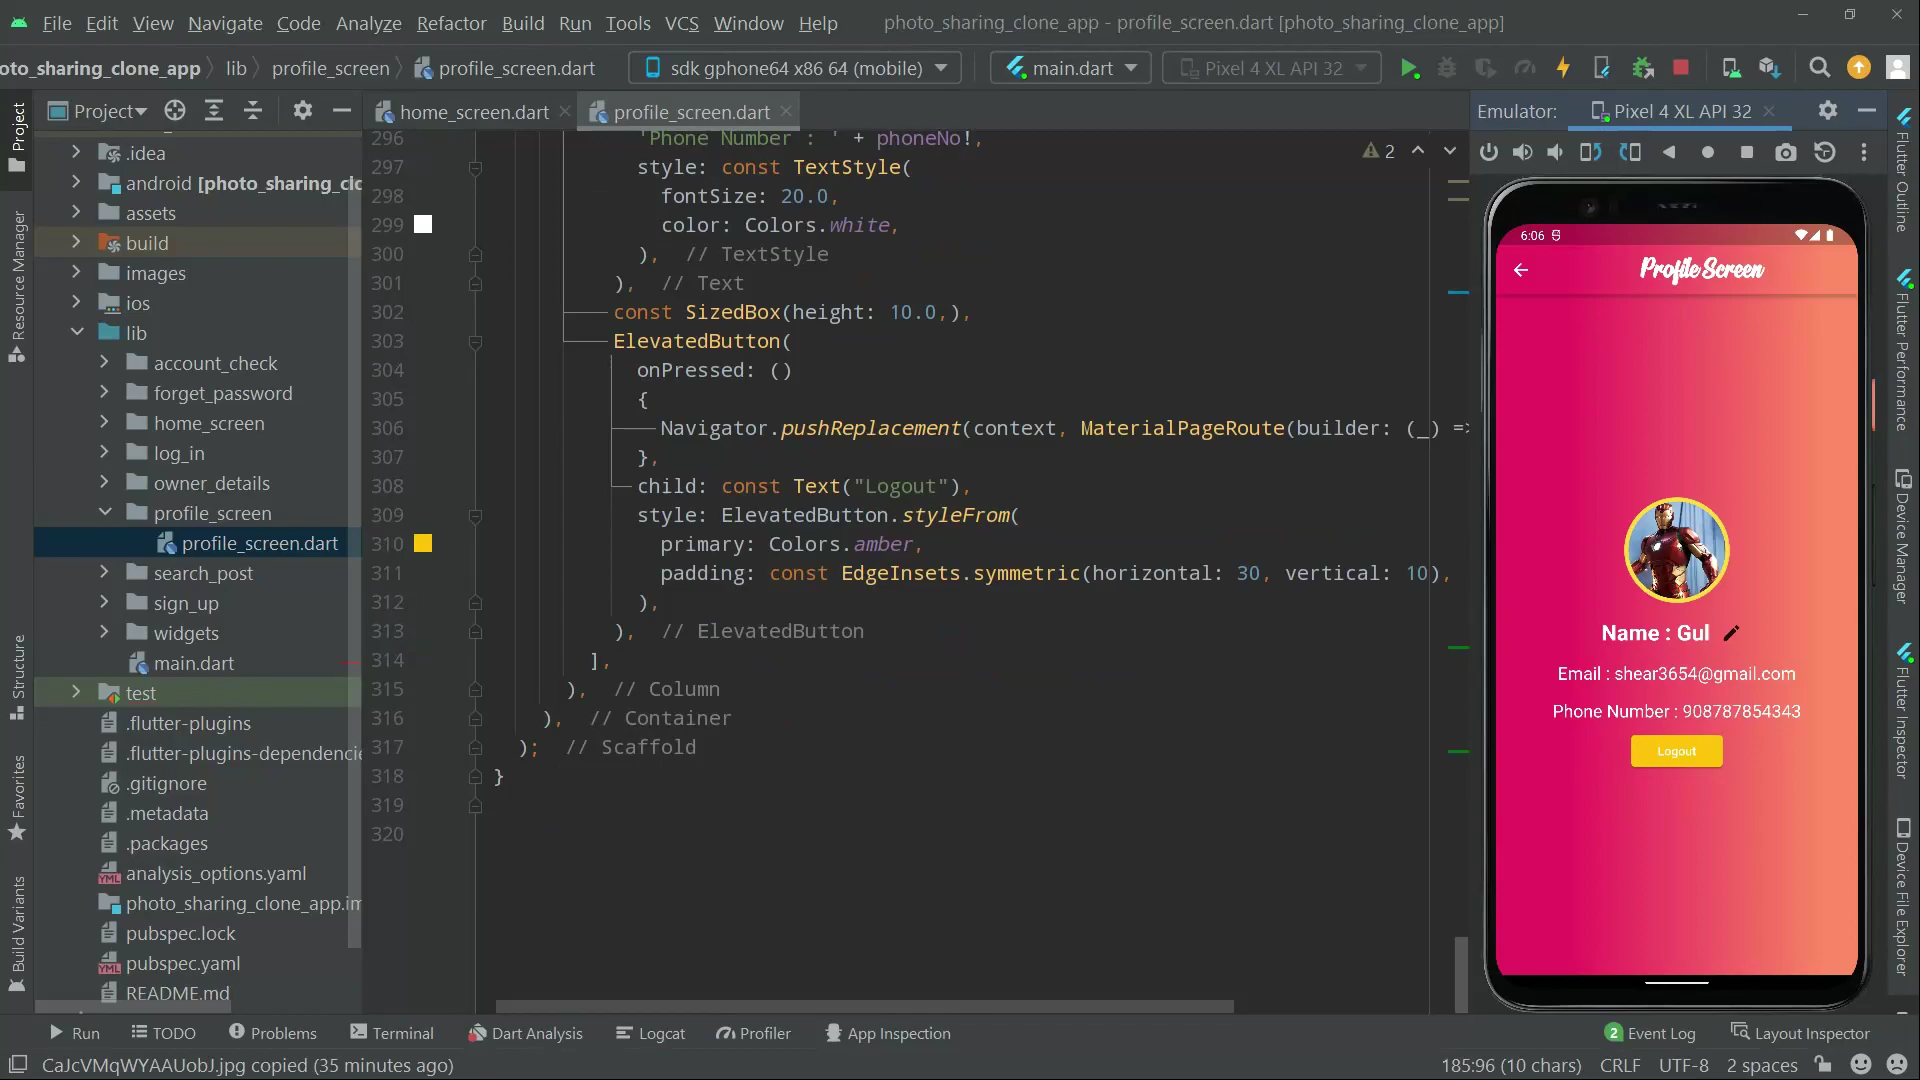 File Edit View Navigate Code Analyze Refactor Build Run Tools VCS Window Help photo_sharing_clone_app - profile_screen.dart [photo_sharing_clone_app]
oto_sharing_clone_app lib profile_screen profile_screen.dart sdk gphone64 x86 64 (mobile) main.dart Pixel 4 XL API 32
Project
home_screen.dart profile_screen.dart
Emulator: Pixel 4 XL API 32
Project
Resource Manager
Structure
Favorites
Build Variants
.idea
android [photo_sharing_clo
assets
build
images
ios
lib
account_check
forget_password
home_screen
log_in
owner_details
profile_screen
profile_screen.dart
search_post
sign_up
widgets
main.dart
test
.flutter-plugins
.flutter-plugins-dependencie
.gitignore
.metadata
.packages
analysis_options.yaml
photo_sharing_clone_app.im
pubspec.lock
pubspec.yaml
README.md
2
296 'Phone Number : ' + phoneNo!,
297 style: const TextStyle(
298 fontSize: 20.0,
299 color: Colors.white,
300 ), // TextStyle
301 ), // Text
302 const SizedBox(height: 10.0,),
303 ElevatedButton(
304 onPressed: ()
305 {
306 Navigator.pushReplacement(context, MaterialPageRoute(builder: (_) =>
307 },
308 child: const Text("Logout"),
309 style: ElevatedButton.styleFrom(
310 primary: Colors.amber,
311 padding: const EdgeInsets.symmetric(horizontal: 30, vertical: 10),
312 ),
313 ), // ElevatedButton
314 ],
315 ), // Column
316 ), // Container
317 ); // Scaffold
318 }
319
320
6:06
Profile Screen
Name : Gul
Email : shear3654@gmail.com
Phone Number : 908787854343
Logout
Flutter Outline
Flutter Performance
Device Manager
Flutter Inspector
Device File Explorer
Run TODO Problems Terminal Dart Analysis Logcat Profiler App Inspection 2 Event Log Layout Inspector
CaJcVMqWYAAUobJ.jpg copied (35 minutes ago) 185:96 (10 chars) CRLF UTF-8 2 spaces